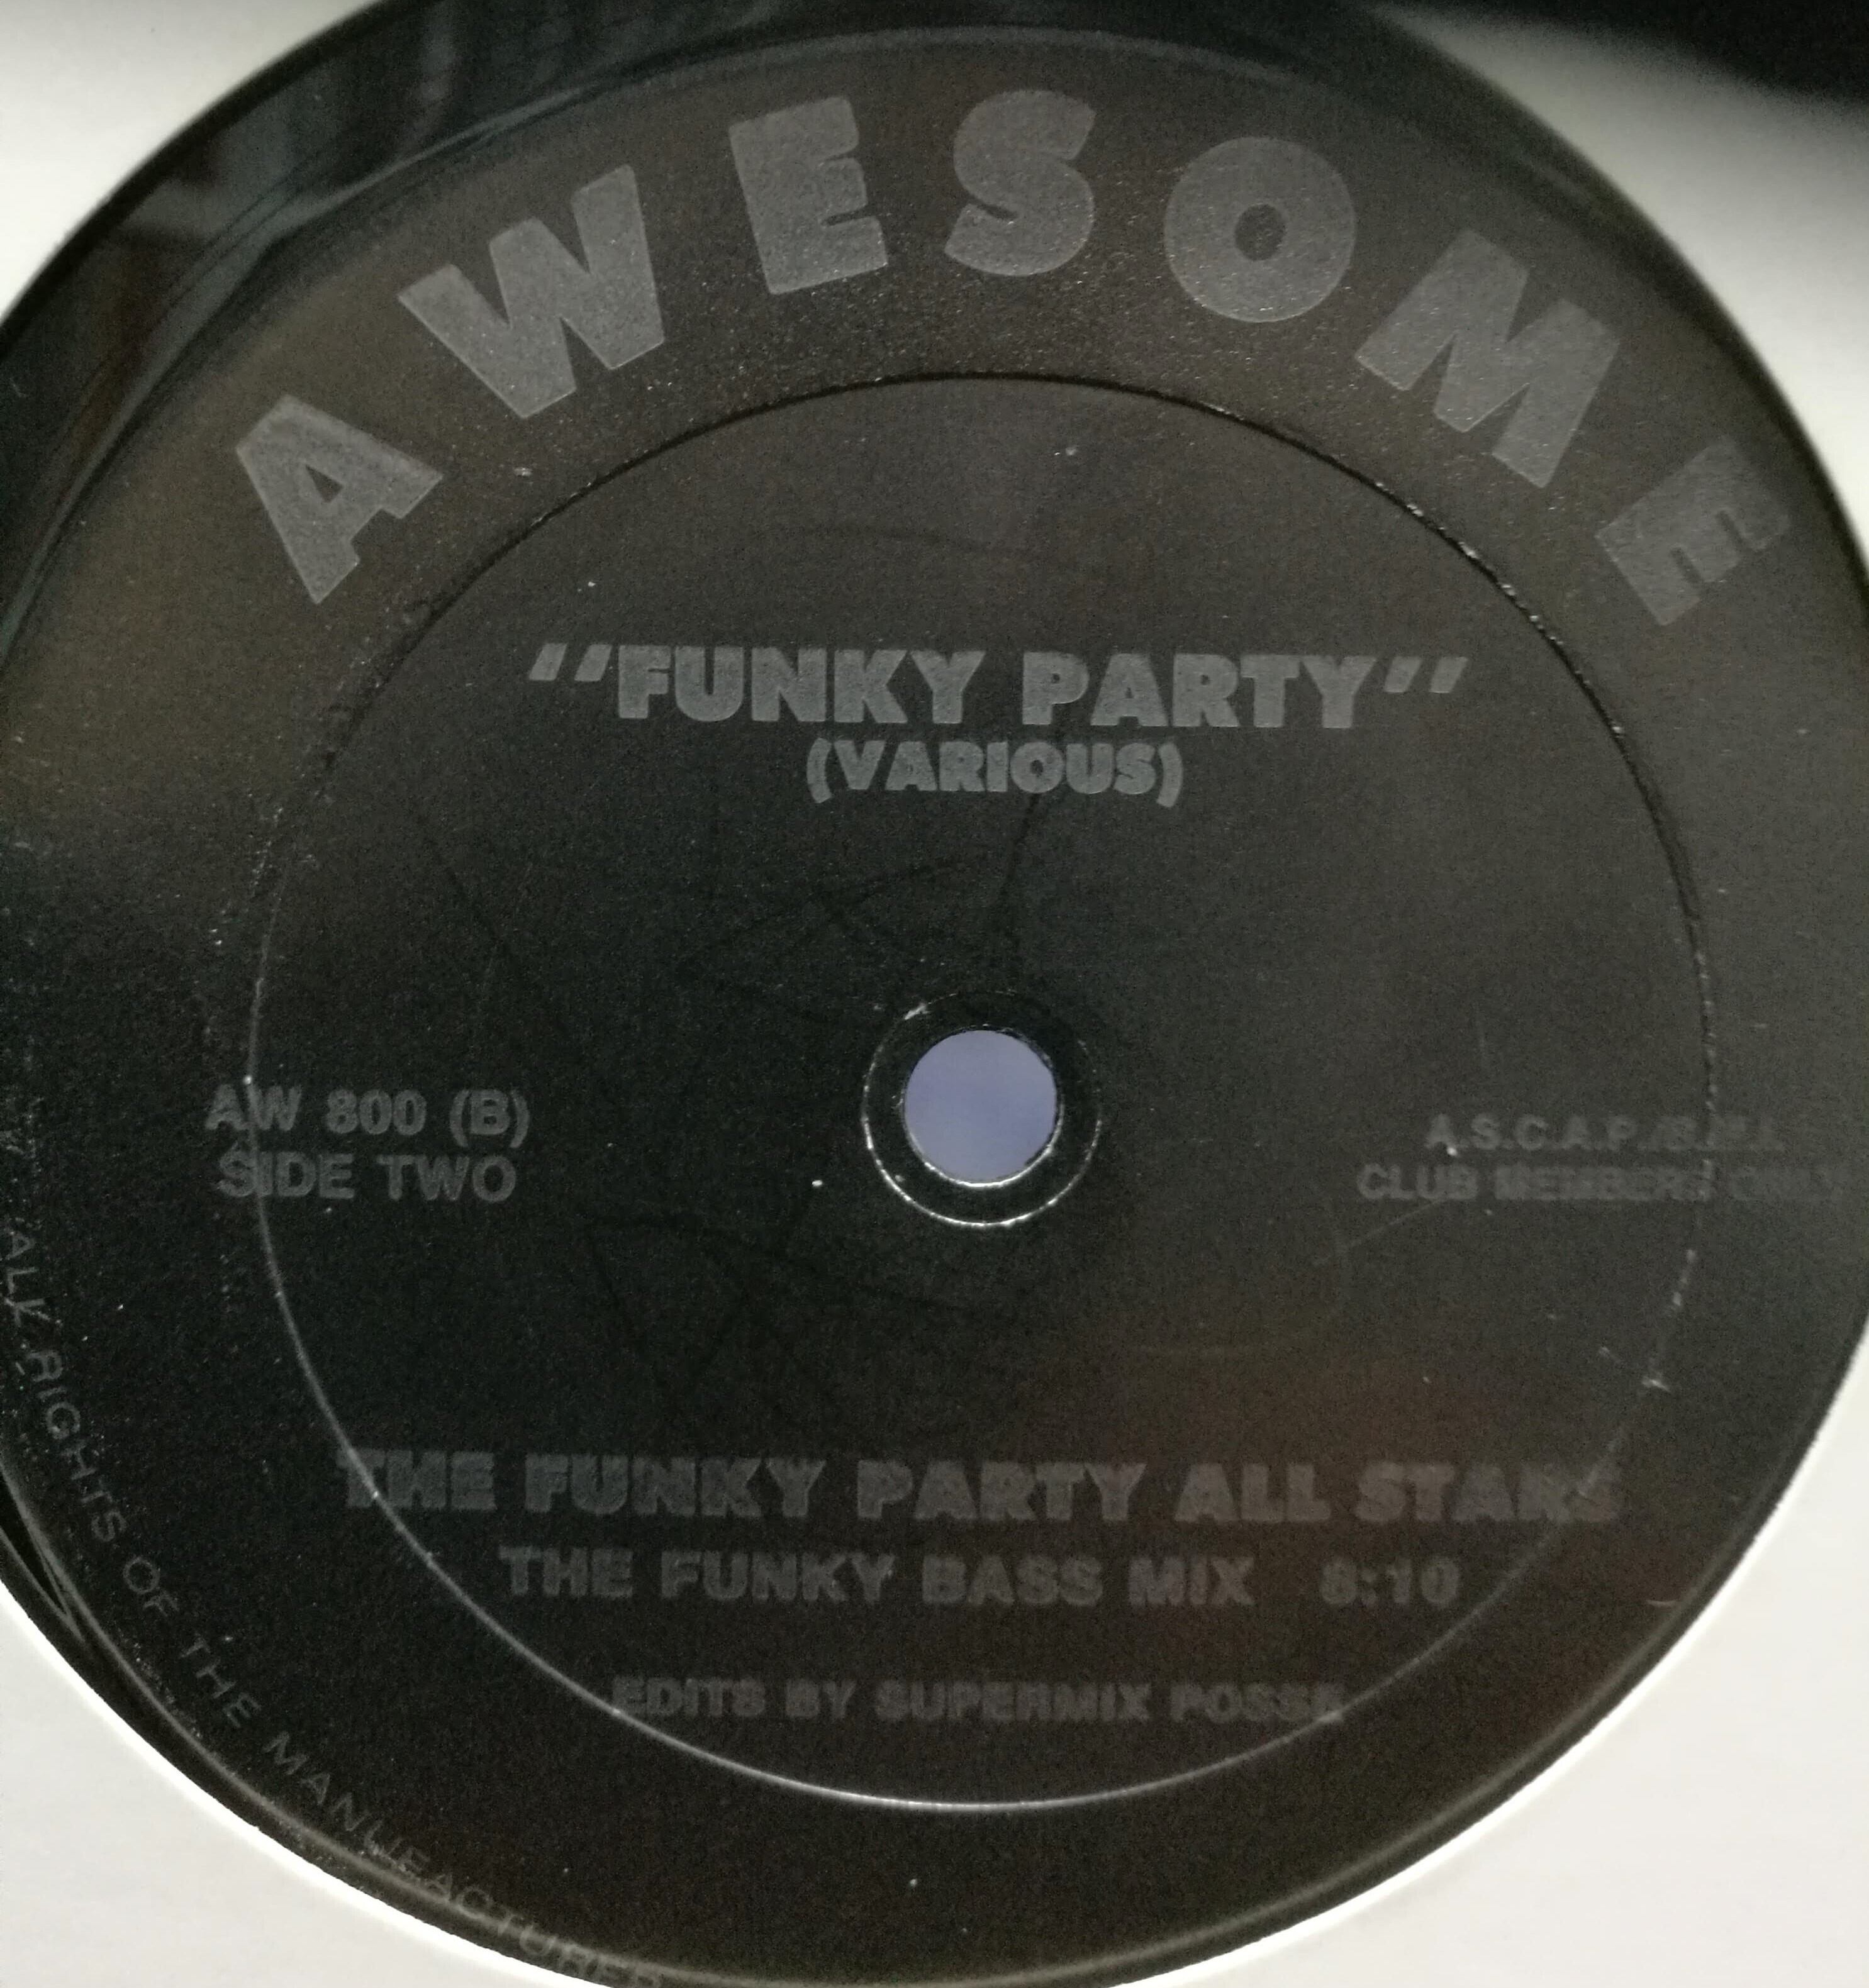 AWESOME
"FUNKY PARTY"
(VARIOUS)
AW 800 (B)
SIDE TWO
A.S.C.A.P./B.M.I.
CLUB MEMBERS ONLY
THE FUNKY PARTY ALL STARS
THE FUNKY BASS MIX 8:10
EDITS BY SUPERMIX POSSE
ALL RIGHTS OF THE MANUFACTURER